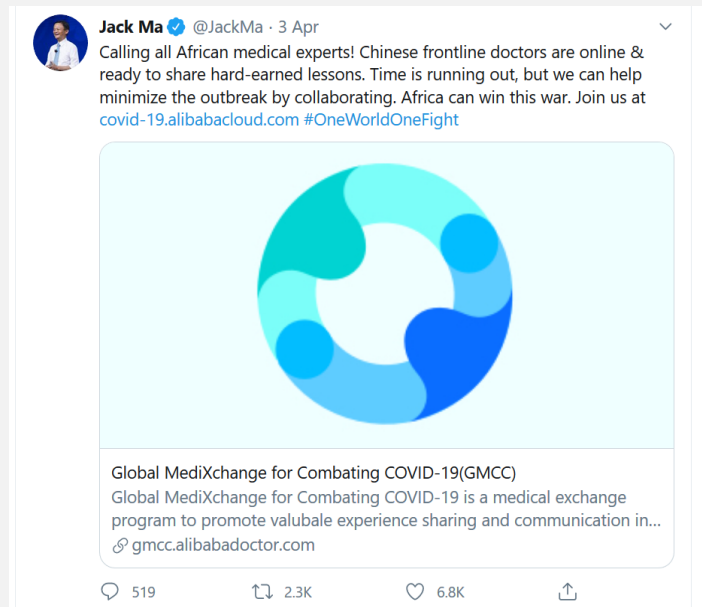 Jack Ma @JackMa · 3 Apr
Calling all African medical experts! Chinese frontline doctors are online &
ready to share hard-earned lessons. Time is running out, but we can help
minimize the outbreak by collaborating. Africa can win this war. Join us at
covid-19.alibabacloud.com #OneWorldOneFight
Global MediXchange for Combating COVID-19(GMCC)
Global MediXchange for Combating COVID-19 is a medical exchange
program to promote valubale experience sharing and communication in...
gmcc.alibabadoctor.com
519 2.3K 6.8K